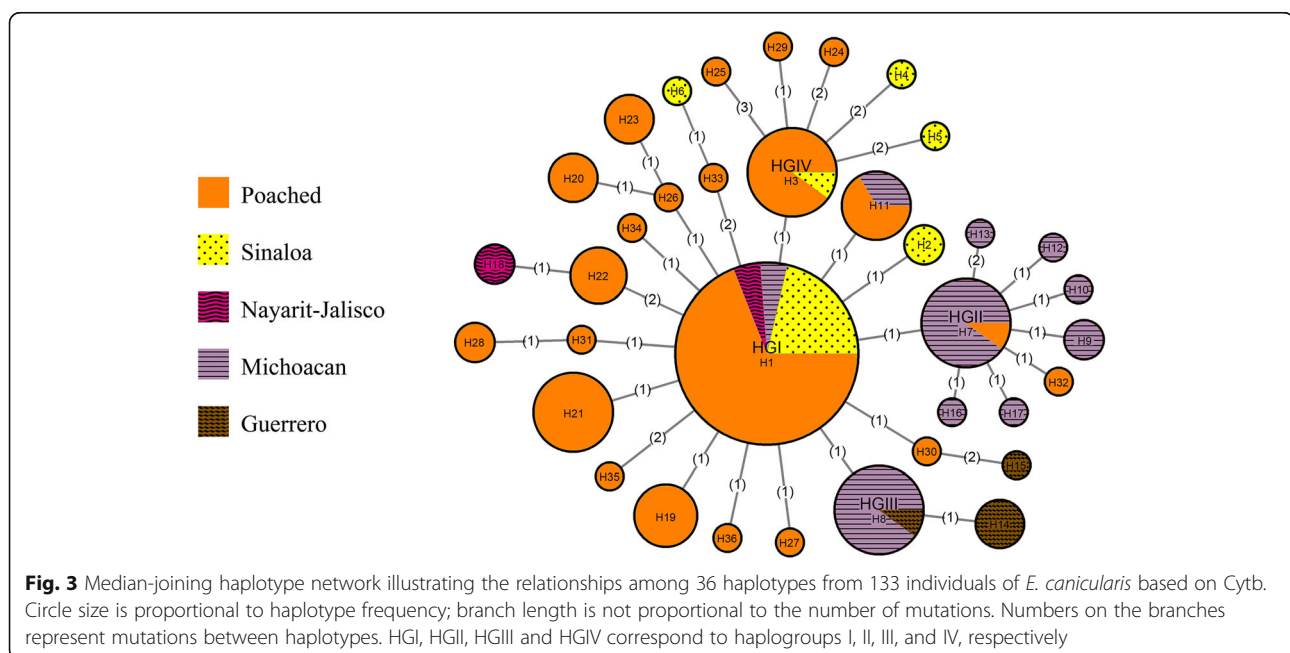 H29
H24
H25
H4
H6
(1)
(2)
(3)
(2)
H23
(1)
H5
(2)
HGIV
H3
H33
H20
(1)
(1)
H26
H11
(2)
H34
(1)
(1)
(1)
H2
H13
H12
(1)
H18
(1)
H22
(1)
(2)
(1)
H10
(2)
(1)
HGII
H7
(1)
H9
HGI
H1
(1)
(1)
H28
(1)
H31
(1)
(1)
H32
(1)
(1)
H16
H17
H21
(1)
(2)
(1)
H30
(2)
H15
H35
(1)
(1)
(1)
(1)
HGIII
H8
(1)
H14
H19
H36
H27
Poached
Sinaloa
Nayarit-Jalisco
Michoacan
Guerrero
Fig. 3 Median-joining haplotype network illustrating the relationships among 36 haplotypes from 133 individuals of E. canicularis based on Cytb.
Circle size is proportional to haplotype frequency; branch length is not proportional to the number of mutations. Numbers on the branches
represent mutations between haplotypes. HGI, HGII, HGIII and HGIV correspond to haplogroups I, II, III, and IV, respectively